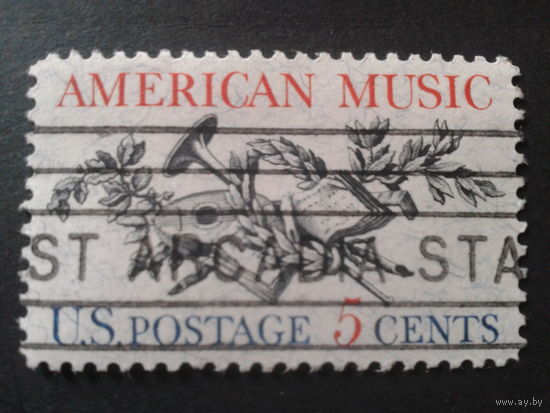 AMERICAN MUSIC
ST ARCADIA STA
U.S. POSTAGE 5 CENTS
www.ay.by